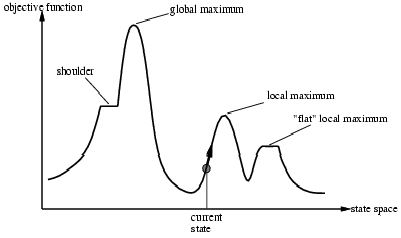 objective function
global maximum
shoulder
local maximum
"flat" local maximum
state space
current
state